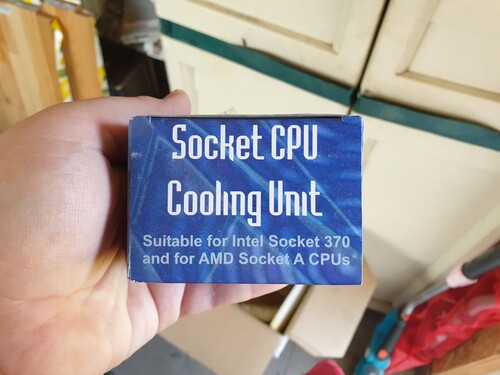 Socket CPU
Cooling Unit
Suitable for Intel Socket 370
and for AMD Socket A CPUs